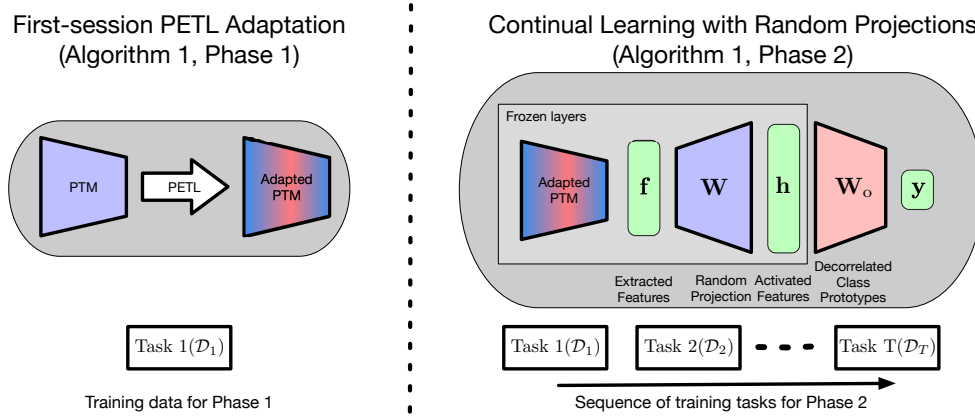 First-session PETL Adaptation
(Algorithm 1, Phase 1)
PTM
PETL
Adapted
PTM
Task 1(𝒟₁)
Training data for Phase 1
Continual Learning with Random Projections
(Algorithm 1, Phase 2)
Frozen layers
Adapted
PTM
f
W
h
Wₒ
y
Extracted
Features
Random
Projection
Activated
Features
Decorrelated
Class
Prototypes
Task 1(𝒟₁)
Task 2(𝒟₂)
Task T(𝒟_T)
Sequence of training tasks for Phase 2